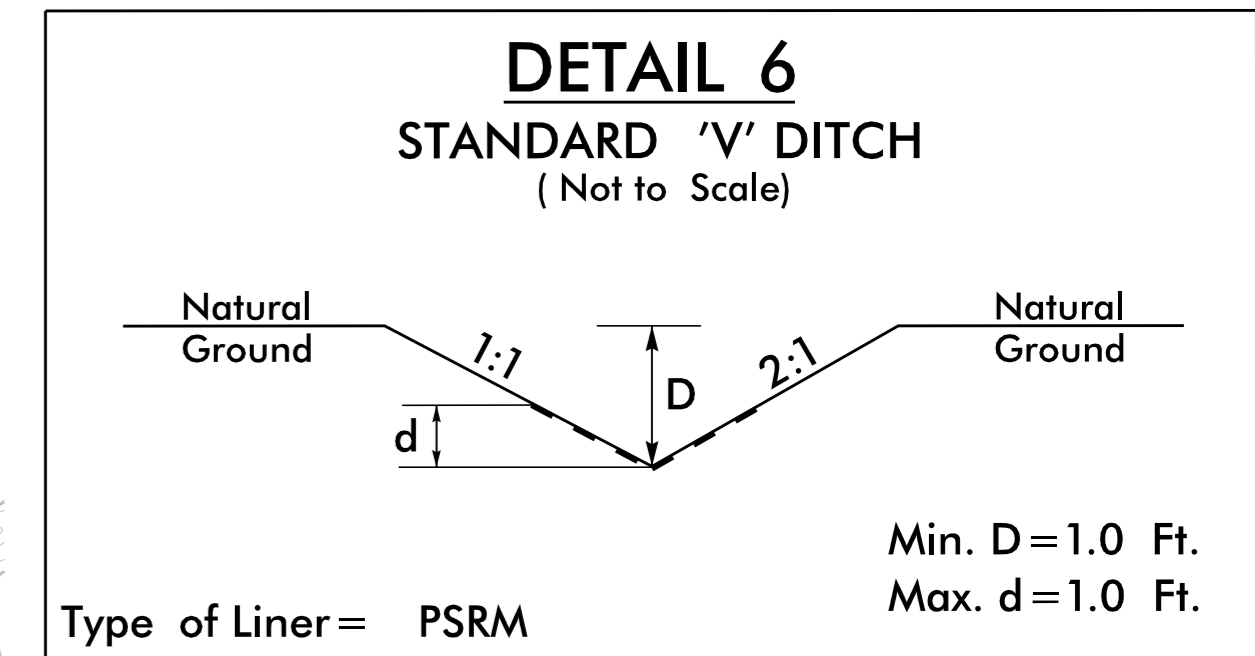 DETAIL 6
STANDARD 'V' DITCH
( Not to Scale)
Natural
Ground
1:1
D
d
2:1
Natural
Ground
Min. D=1.0 Ft.
Max. d=1.0 Ft.
Type of Liner= PSRM